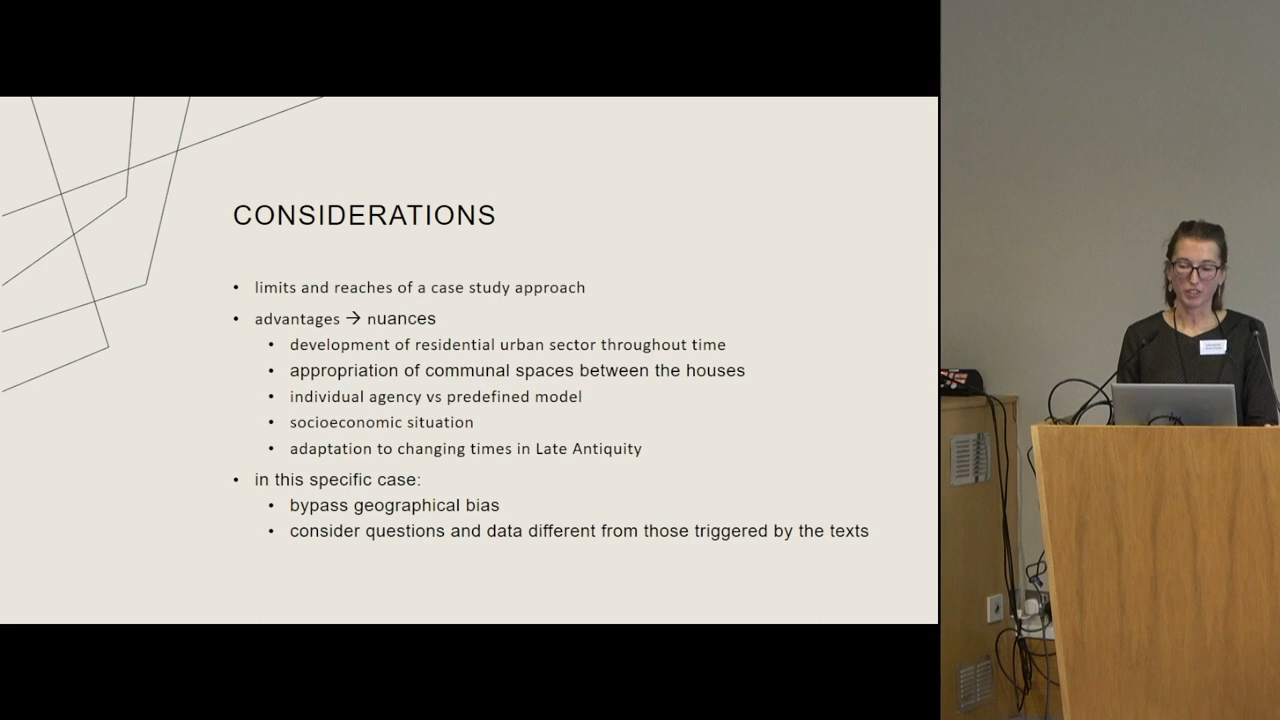 CONSIDERATIONS
• limits and reaches of a case study approach
• advantages → nuances
• development of residential urban sector throughout time
• appropriation of communal spaces between the houses
• individual agency vs predefined model
• socioeconomic situation
• adaptation to changing times in Late Antiquity
• in this specific case:
• bypass geographical bias
• consider questions and data different from those triggered by the texts